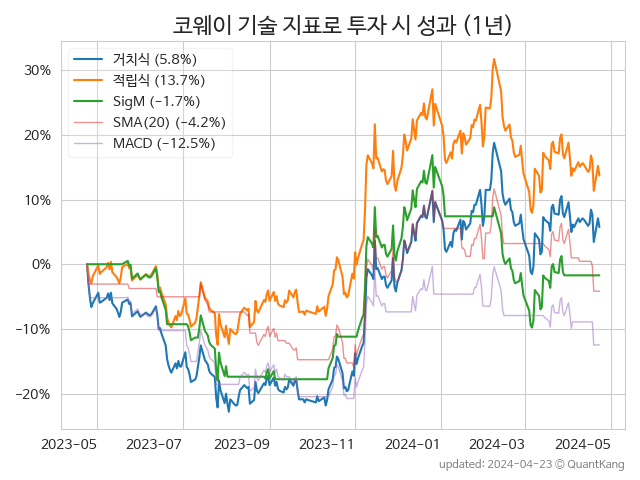 코웨이 기술 지표로 투자 시 성과 (1년)
거치식 (5.8%)
적립식 (13.7%)
SigM (−1.7%)
SMA(20) (−4.2%)
MACD (−12.5%)
30%
20%
10%
0%
−10%
−20%
2023−05 2023−07 2023−09 2023−11 2024−01 2024−03 2024−05
updated: 2024−04−23 © QuantKang